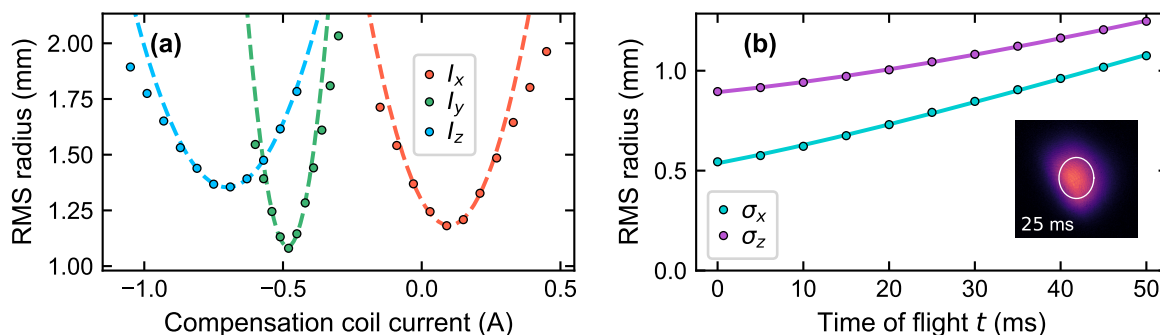 (a)
RMS radius (mm)
2.00
1.75
1.50
1.25
1.00
I_x
I_y
I_z
−1.0
−0.5
0.0
0.5
Compensation coil current (A)
(b)
RMS radius (mm)
1.0
0.5
0.0
σ_x
σ_z
25 ms
0
10
20
30
40
50
Time of flight t (ms)